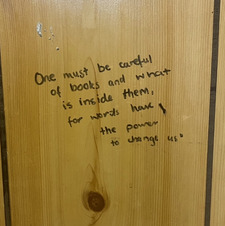 One must be careful
of books and what
is inside them,
for words have
the power
to change us"